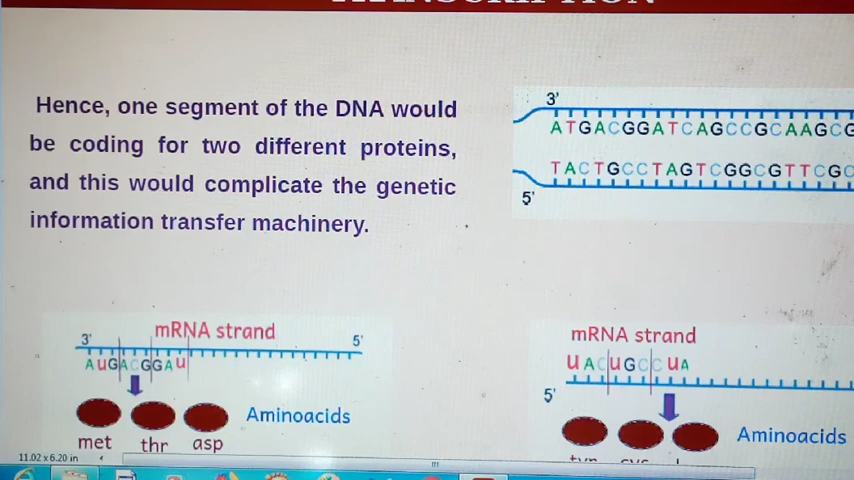 TRANSCRIPTION
Hence, one segment of the DNA would
be coding for two different proteins,
and this would complicate the genetic
information transfer machinery.
3'
ATGACGGATCAGCCGCAAGCG
TACTGCCTAGTCGGCGTTCGC
5'
mRNA strand
3'
5'
AUGACGGAU
Aminoacids
met thr asp
mRNA strand
UACUGCCUA
5'
Aminoacids
11.02 x 6.20 in